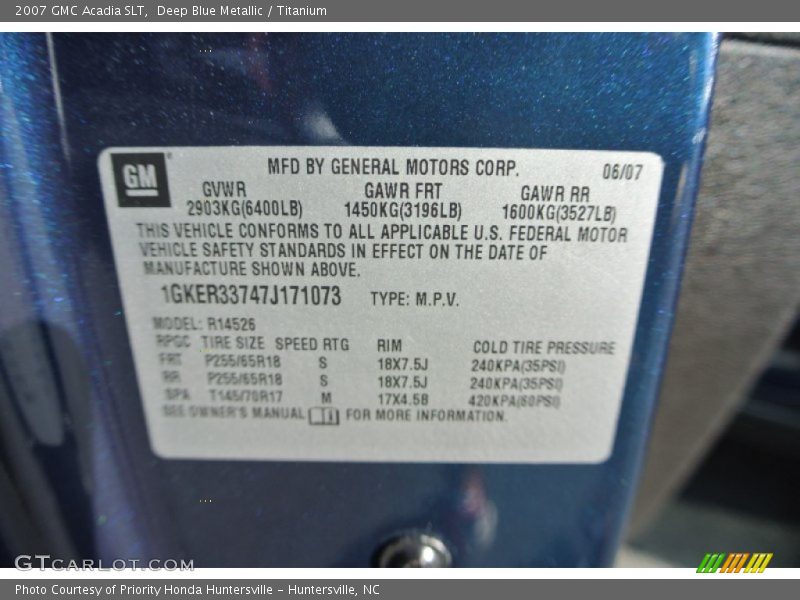 2007 GMC Acadia SLT, Deep Blue Metallic / Titanium
GM
MFD BY GENERAL MOTORS CORP. 06/07
GVWR GAWR FRT GAWR RR
2903KG(6400LB) 1450KG(3196LB) 1600KG(3527LB)
THIS VEHICLE CONFORMS TO ALL APPLICABLE U.S. FEDERAL MOTOR
VEHICLE SAFETY STANDARDS IN EFFECT ON THE DATE OF
MANUFACTURE SHOWN ABOVE.
1GKER33747J171073 TYPE: M.P.V.
MODEL: R14526
RPGC TIRE SIZE SPEED RTG RIM COLD TIRE PRESSURE
FRT P255/65R18 S 18X7.5J 240KPA(35PSI)
RR P255/65R18 S 18X7.5J 240KPA(35PSI)
SPA T145/70R17 M 17X4.5B 420KPA(60PSI)
SEE OWNER'S MANUAL FOR MORE INFORMATION.
GTCARLOT.COM
Photo Courtesy of Priority Honda Huntersville - Huntersville, NC